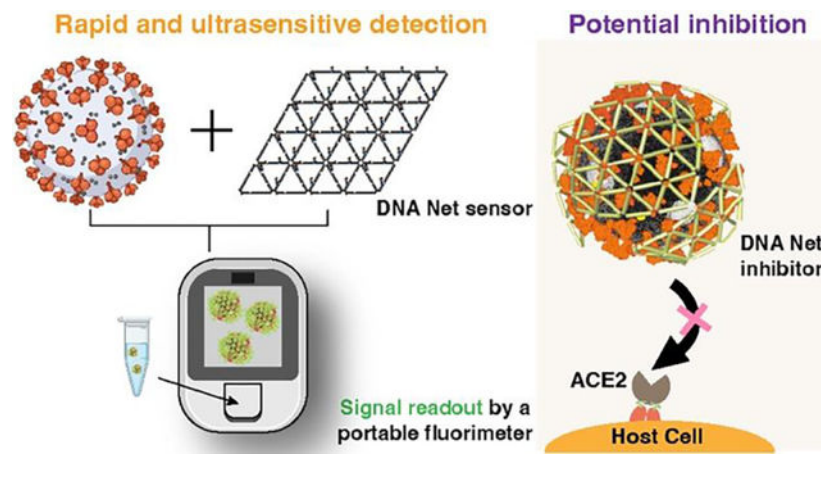 Rapid and ultrasensitive detection
DNA Net sensor
Signal readout by a
portable fluorimeter
Potential inhibition
DNA Net
inhibitor
ACE2
Host Cell